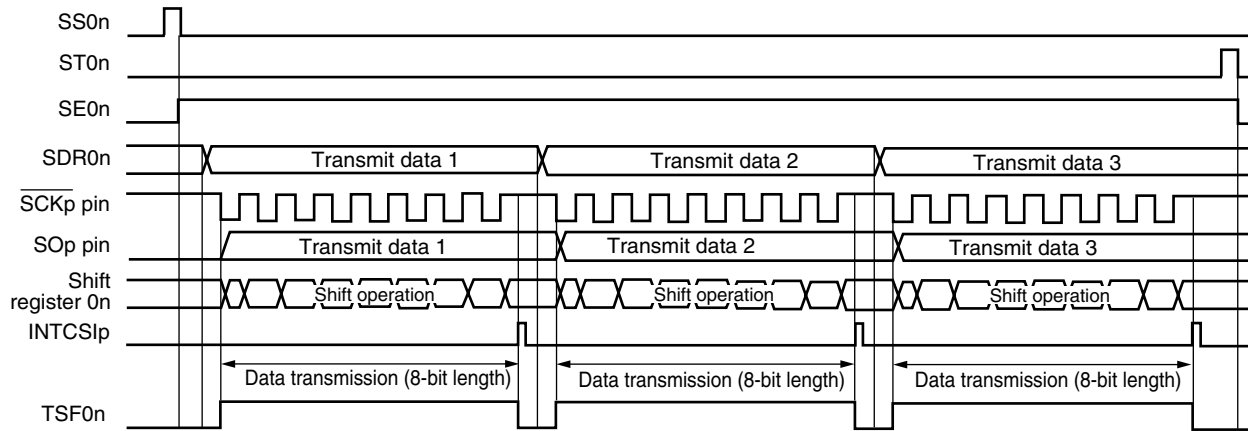 SS0n
ST0n
SE0n
SDR0n Transmit data 1 Transmit data 2 Transmit data 3
SCKp pin
SOp pin Transmit data 1 Transmit data 2 Transmit data 3
Shift
register 0n Shift operation Shift operation Shift operation
INTCSIp
Data transmission (8-bit length) Data transmission (8-bit length) Data transmission (8-bit length)
TSF0n